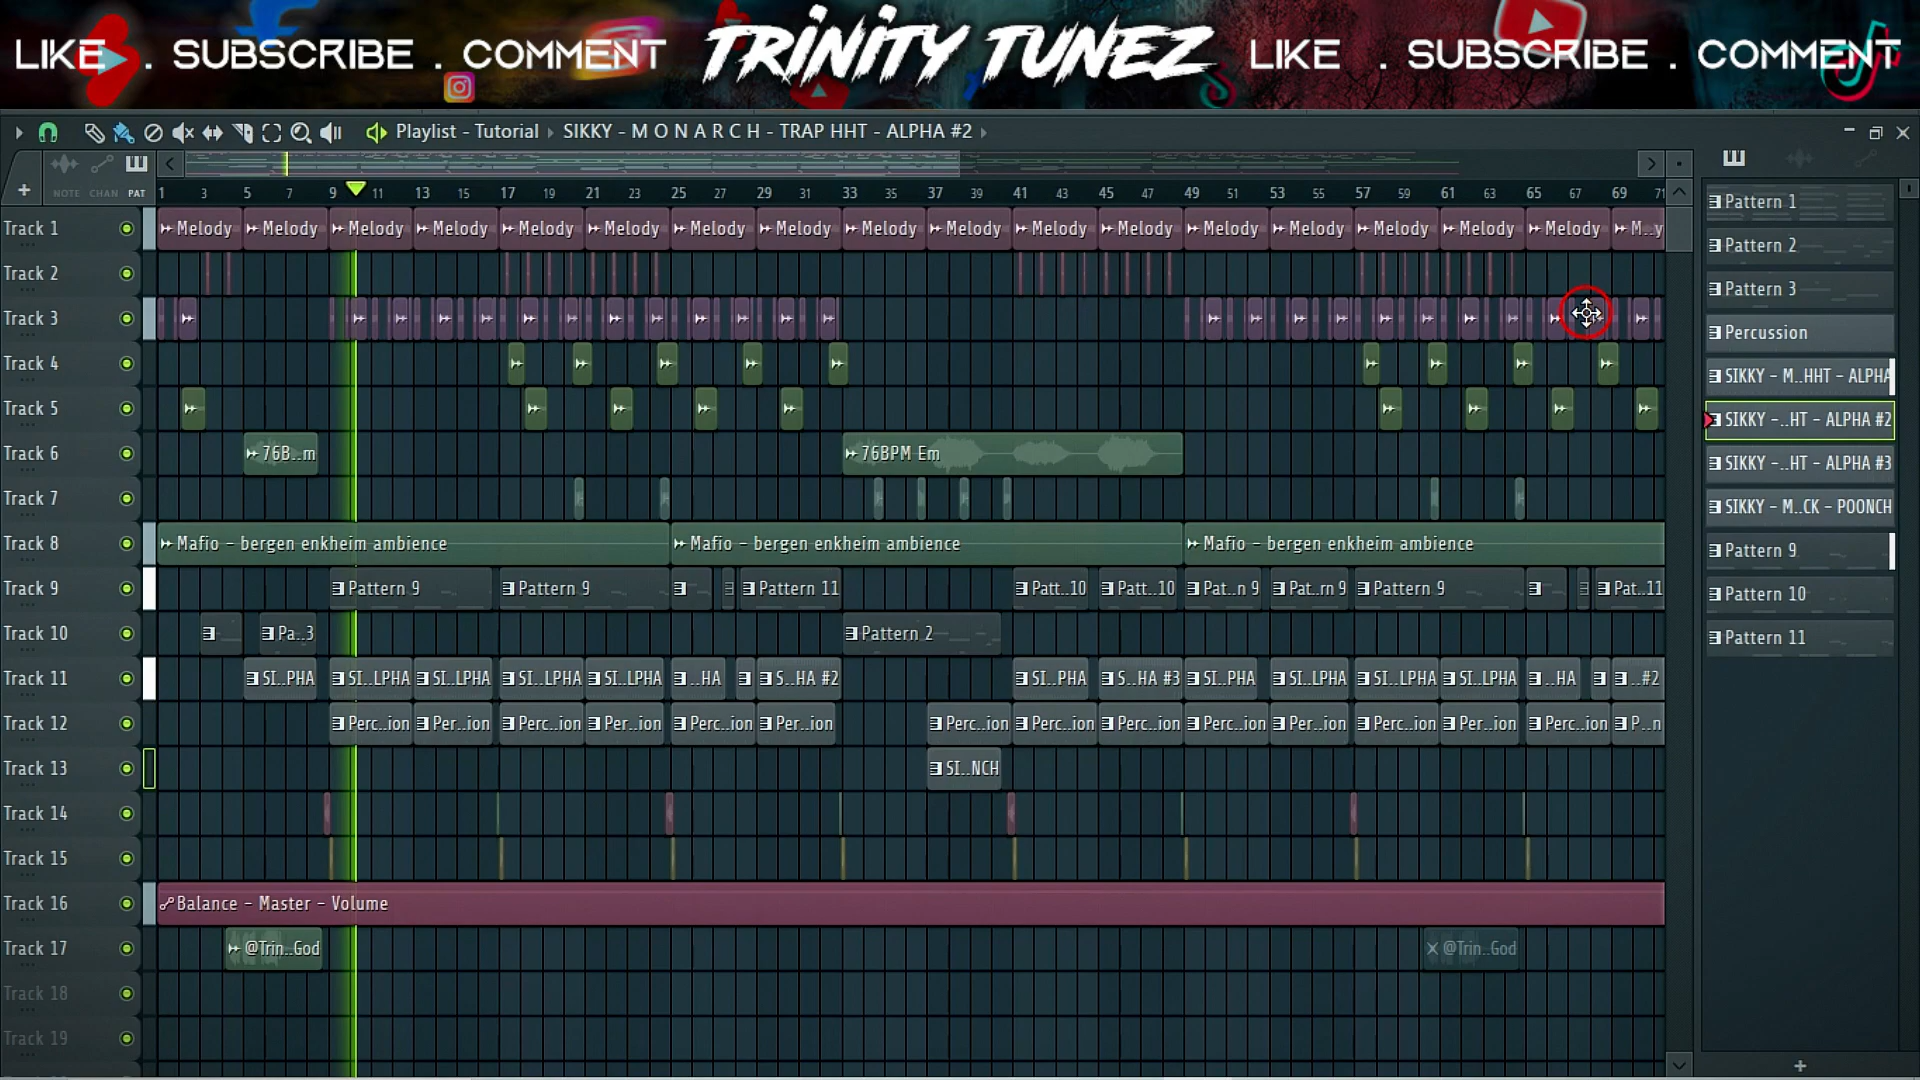 LIKE . SUBSCRIBE . COMMENT TRINITY TUNEZ LIKE . SUBSCRIBE . COMMENT
Playlist - Tutorial › SIKKY - M O N A R C H - TRAP HHT - ALPHA #2 ›
NOTE CHAN PAT
1 3 5 7 9 11 13 15 17 19 21 23 25 27 29 31 33 35 37 39 41 43 45 47 49 51 53 55 57 59 61 63 65 67 69 71
Track 1 Melody Melody Melody Melody Melody Melody Melody Melody Melody Melody Melody Melody Melody Melody Melody Melody Melody M..y
Track 2
Track 3
Track 4
Track 5
Track 6 76B..m 76BPM Em
Track 7
Track 8 Mafio - bergen enkheim ambience Mafio - bergen enkheim ambience Mafio - bergen enkheim ambience
Track 9 Pattern 9 Pattern 9 Pattern 11 Patt..10 Patt..10 Pat..n 9 Pat..rn 9 Pattern 9 Pat..11
Track 10 Pa..3 Pattern 2
Track 11 SI..PHA SI..LPHA SI..LPHA SI..LPHA SI..LPHA ..HA S..HA #2 SI..PHA S..HA #3 SI..PHA SI..LPHA SI..LPHA SI..LPHA ..HA ..#2
Track 12 Perc..ion Per..ion Perc..ion Per..ion Perc..ion Per..ion Perc..ion Perc..ion Perc..ion Perc..ion Per..ion Perc..ion Per..ion Perc..ion P..n
Track 13 SI..NCH
Track 14
Track 15
Track 16 Balance - Master - Volume
Track 17 @Trin..God @Trin..God
Track 18
Track 19
Pattern 1
Pattern 2
Pattern 3
Percussion
SIKKY - M..HHT - ALPHA
SIKKY -..HT - ALPHA #2
SIKKY -..HT - ALPHA #3
SIKKY - M..CK - POONCH
Pattern 9
Pattern 10
Pattern 11